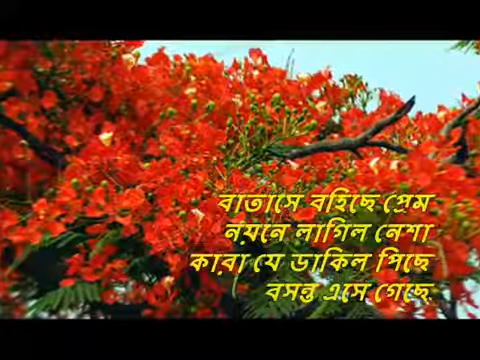 বাতাসে বহিছে প্রেম
নয়নে লাগিল নেশা
কারা যে ডাকিল পিছে
বসন্ত এসে গেছে